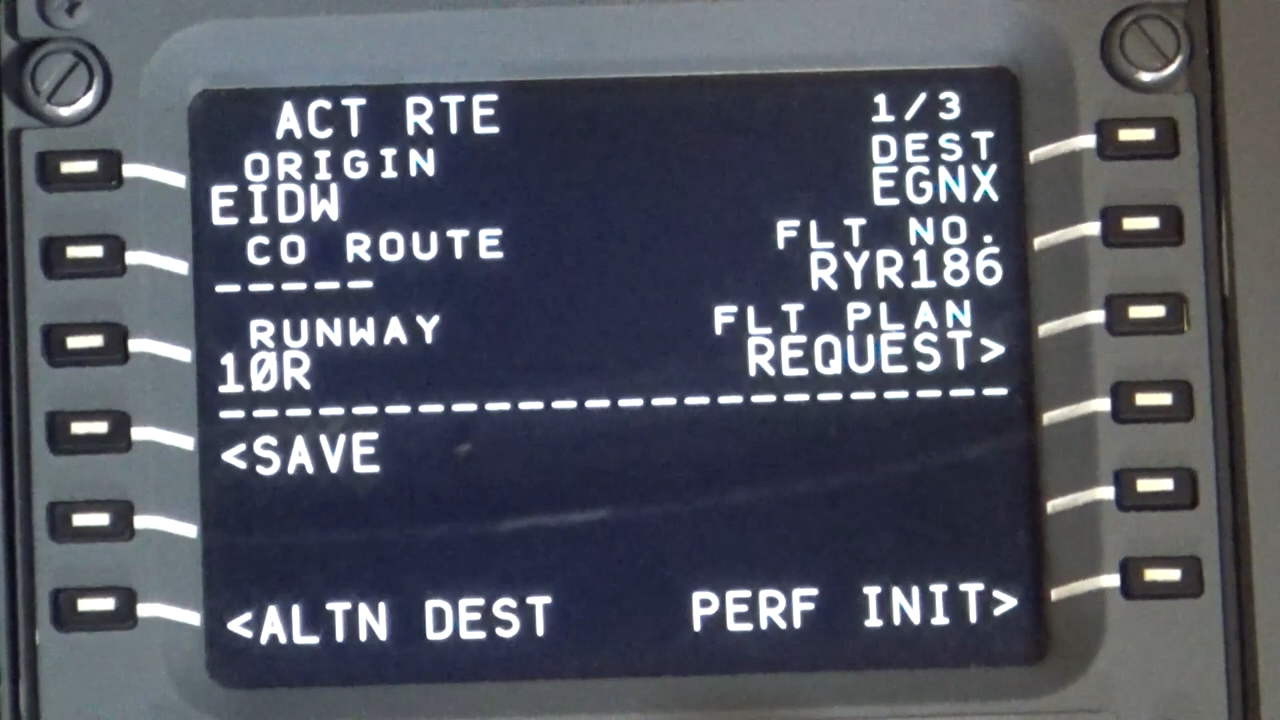 ACT RTE 1/3
ORIGIN DEST
EIDW EGNX
CO ROUTE FLT NO.
----- RYR186
RUNWAY FLT PLAN
10R REQUEST>
------------------------
<SAVE
<ALTN DEST PERF INIT>